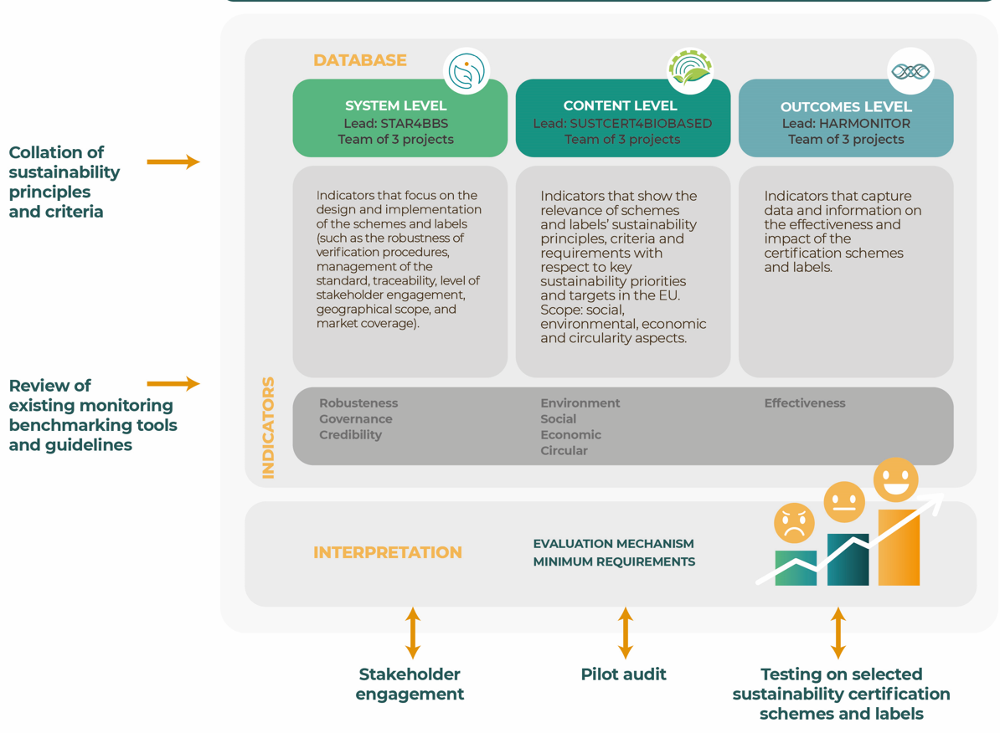 DATABASE
SYSTEM LEVEL
Lead: STAR4BBS
Team of 3 projects
CONTENT LEVEL
Lead: SUSTCERT4BIOBASED
Team of 3 projects
OUTCOMES LEVEL
Lead: HARMONITOR
Team of 3 projects
Collation of
sustainability
principles
and criteria
Indicators that focus on the
design and implementation
of the schemes and labels
(such as the robustness of
verification procedures,
management of the
standard, traceability, level of
stakeholder engagement,
geographical scope, and
market coverage).
Indicators that show the
relevance of schemes
and labels’ sustainability
principles, criteria and
requirements with
respect to key
sustainability priorities
and targets in the EU.
Scope: social,
environmental, economic
and circularity aspects.
Indicators that capture
data and information on
the effectiveness and
impact of the
certification schemes
and labels.
Review of
existing monitoring
benchmarking tools
and guidelines
INDICATORS
Robusteness
Governance
Credibility
Environment
Social
Economic
Circular
Effectiveness
INTERPRETATION
EVALUATION MECHANISM
MINIMUM REQUIREMENTS
Stakeholder
engagement
Pilot audit
Testing on selected
sustainability certification
schemes and labels